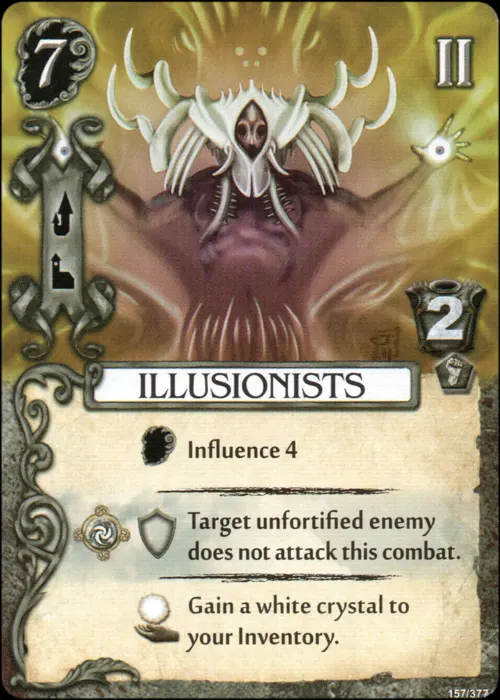 7
II
2
ILLUSIONISTS
Influence 4
Target unfortified enemy
does not attack this combat.
Gain a white crystal to
your Inventory.
157/377